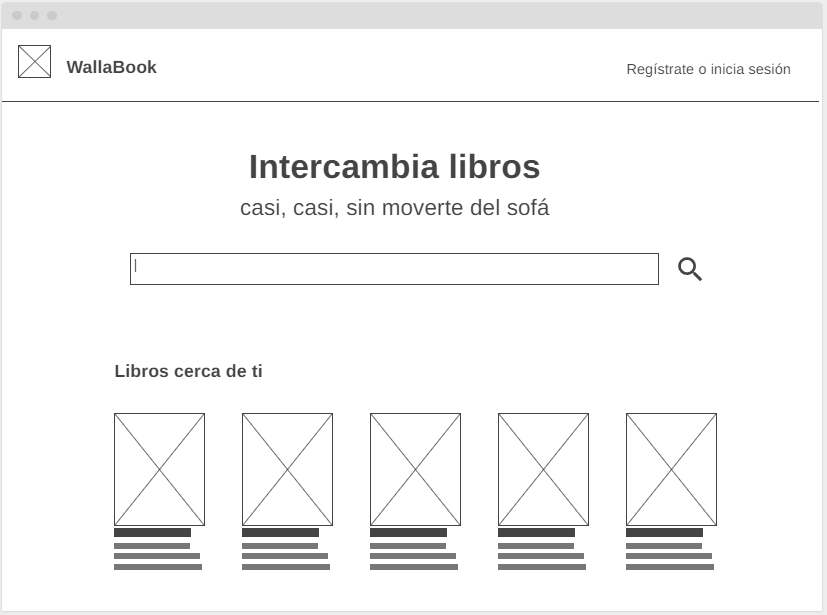 WallaBook
Regístrate o inicia sesión
Intercambia libros
casi, casi, sin moverte del sofá
Libros cerca de ti